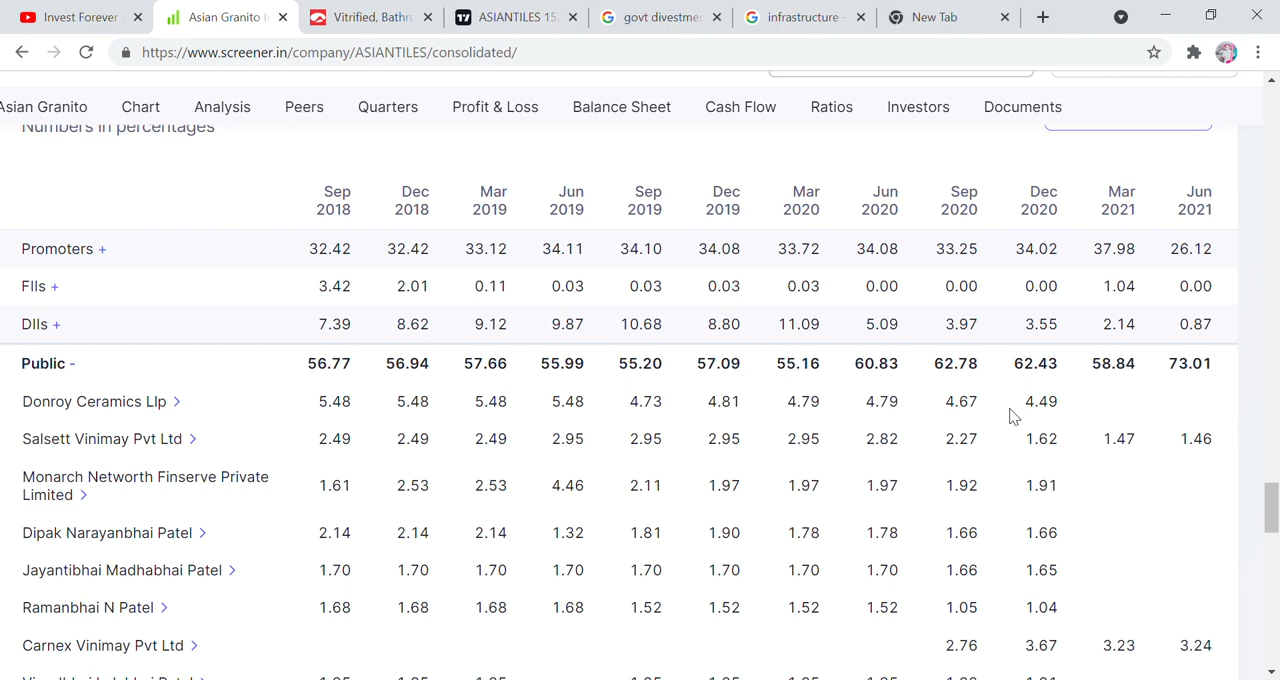 Invest Forever
Asian Granito
Vitrified, Bathr
ASIANTILES 15
govt divestmer
infrastructure
New Tab
https://www.screener.in/company/ASIANTILES/consolidated/
Asian Granito Chart Analysis Peers Quarters Profit & Loss Balance Sheet Cash Flow Ratios Investors Documents
Numbers in percentages
Sep 2018 Dec 2018 Mar 2019 Jun 2019 Sep 2019 Dec 2019 Mar 2020 Jun 2020 Sep 2020 Dec 2020 Mar 2021 Jun 2021
Promoters + 32.42 32.42 33.12 34.11 34.10 34.08 33.72 34.08 33.25 34.02 37.98 26.12
FIIs + 3.42 2.01 0.11 0.03 0.03 0.03 0.03 0.00 0.00 0.00 1.04 0.00
DIIs + 7.39 8.62 9.12 9.87 10.68 8.80 11.09 5.09 3.97 3.55 2.14 0.87
Public - 56.77 56.94 57.66 55.99 55.20 57.09 55.16 60.83 62.78 62.43 58.84 73.01
Donroy Ceramics Llp > 5.48 5.48 5.48 5.48 4.73 4.81 4.79 4.79 4.67 4.49
Salsett Vinimay Pvt Ltd > 2.49 2.49 2.49 2.95 2.95 2.95 2.95 2.82 2.27 1.62 1.47 1.46
Monarch Networth Finserve Private
Limited > 1.61 2.53 2.53 4.46 2.11 1.97 1.97 1.97 1.92 1.91
Dipak Narayanbhai Patel > 2.14 2.14 2.14 1.32 1.81 1.90 1.78 1.78 1.66 1.66
Jayantibhai Madhabhai Patel > 1.70 1.70 1.70 1.70 1.70 1.70 1.70 1.70 1.66 1.65
Ramanbhai N Patel > 1.68 1.68 1.68 1.68 1.52 1.52 1.52 1.52 1.05 1.04
Carnex Vinimay Pvt Ltd > 2.76 3.67 3.23 3.24